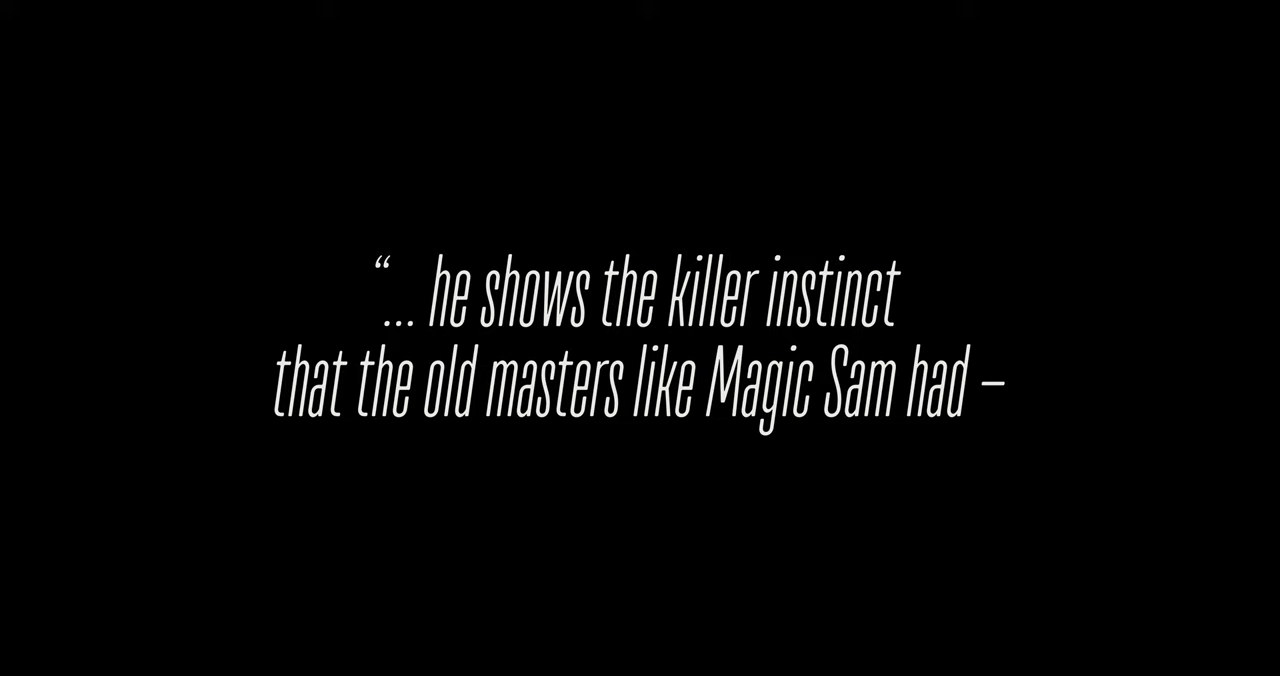 “... he shows the killer instinct
that the old masters like Magic Sam had –